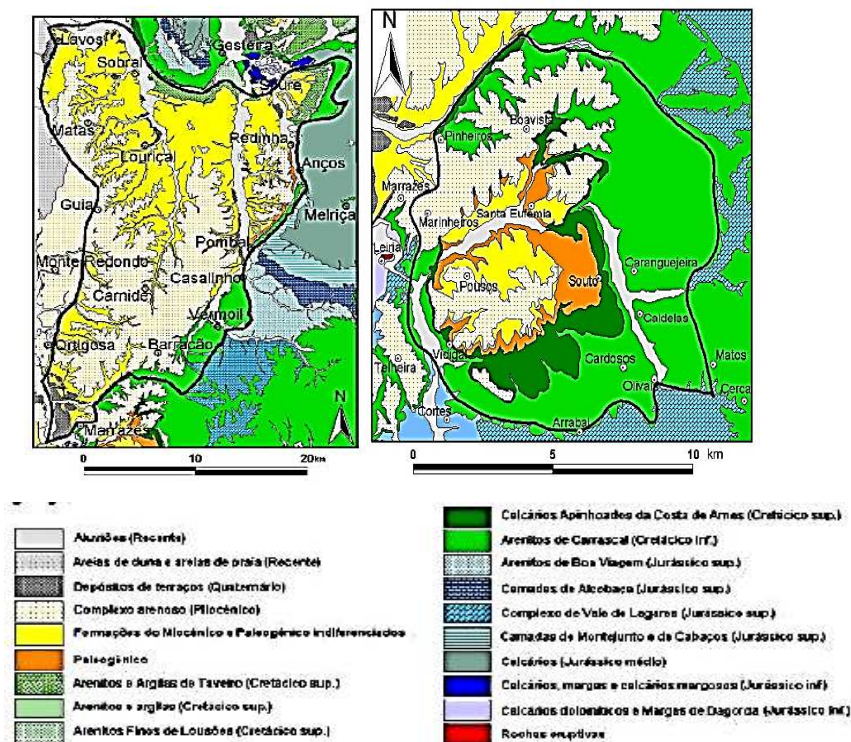 Lavos
Gesteira
Sobral
Soure
Matas
Redinha
Louriçal
Anços
Guia
Melriça
Pombal
Monte Redondo
Casalinho
Carnide
Vermoil
Ortigosa
Barracão
N
Marrazes
0 10 20km
N
Boavista
Pinheiros
Marrazes
Santa Eufémia
Marinheiros
Leiria
Caranguejeira
Pousos
Souto
Caldelas
Vidigal
Telheira
Cardosos
Matos
Olivais
Cerca
Cortes
Arrabal
0 5 10 km
Aluviões (Recente)
Areias de duna e areias de praia (Recente)
Depósitos de terraços (Quaternário)
Complexo arenoso (Pliocénico)
Formações do Miocénico e Paleogénico indiferenciados
Paleogénico
Arenitos e Argilas de Taveiro (Cretácico sup.)
Arenitos e argilas (Cretácico sup.)
Arenitos Finos de Lousões (Cretácico sup.)
Calcários Apinhoados da Costa de Arnes (Cretácico sup.)
Arenitos de Carrascal (Cretácico inf.)
Arenitos de Boa Viagem (Jurássico sup.)
Camadas de Alcobaça (Jurássico sup.)
Complexo de Vale de Lagares (Jurássico sup.)
Camadas de Montejunto e de Cabaços (Jurássico sup.)
Calcários (Jurássico médio)
Calcários, margas e calcários margosos (Jurássico inf)
Calcários dolomíticos e Margas de Dagorda (Jurássico inf.)
Rochas eruptivas